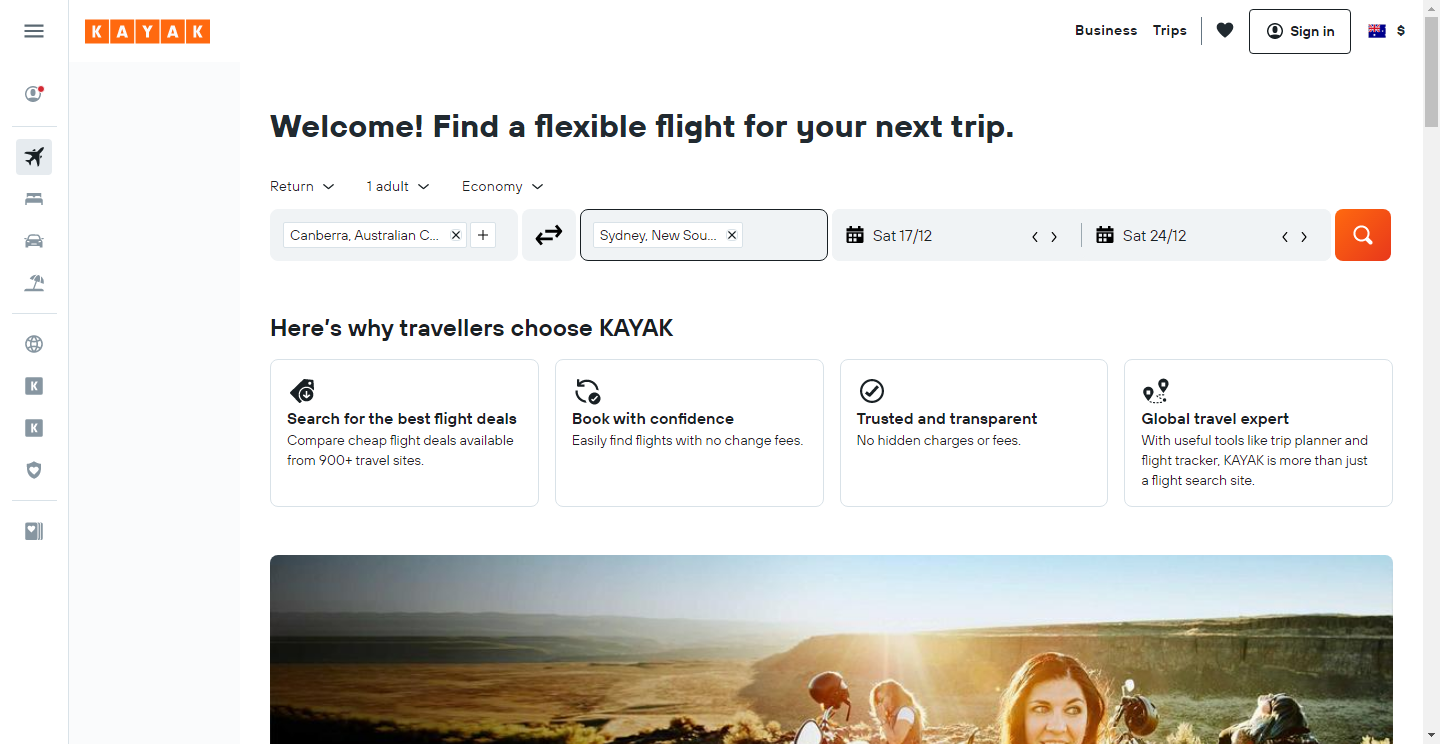 KAYAK
Business
Trips
Sign in
$
Welcome! Find a flexible flight for your next trip.
Return
1 adult
Economy
Canberra, Australian C...
Sydney, New Sou...
Sat 17/12
Sat 24/12
Here's why travellers choose KAYAK
Search for the best flight deals
Compare cheap flight deals available
from 900+ travel sites.
Book with confidence
Easily find flights with no change fees.
Trusted and transparent
No hidden charges or fees.
Global travel expert
With useful tools like trip planner and
flight tracker, KAYAK is more than just
a flight search site.
K
K